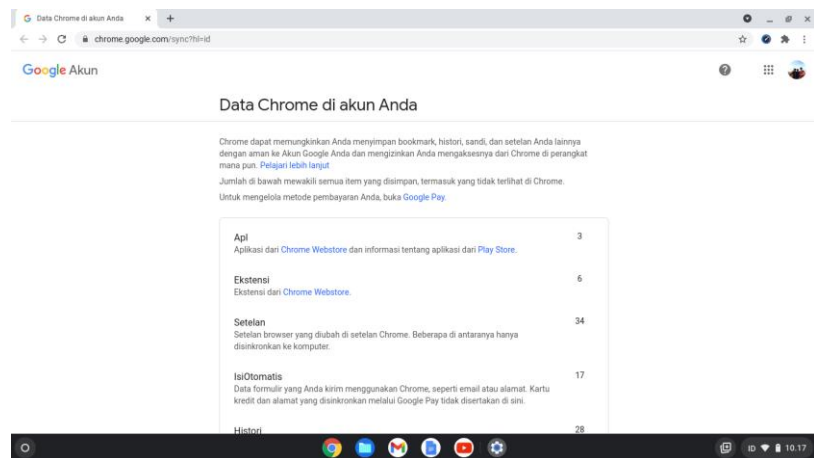 Data Chrome di akun Anda
chrome.google.com/sync?hl=id
Google Akun
Data Chrome di akun Anda
Chrome dapat memungkinkan Anda menyimpan bookmark, histori, sandi, dan setelan Anda lainnya
dengan aman ke Akun Google Anda dan mengizinkan Anda mengaksesnya dari Chrome di perangkat
mana pun. Pelajari lebih lanjut
Jumlah di bawah mewakili semua item yang disimpan, termasuk yang tidak terlihat di Chrome.
Untuk mengelola metode pembayaran Anda, buka Google Pay.
Apl 3
Aplikasi dari Chrome Webstore dan informasi tentang aplikasi dari Play Store.
Ekstensi 6
Ekstensi dari Chrome Webstore.
Setelan 34
Setelan browser yang diubah di setelan Chrome. Beberapa di antaranya hanya
disinkronkan ke komputer.
IsiOtomatis 17
Data formulir yang Anda kirim menggunakan Chrome, seperti email atau alamat. Kartu
kredit dan alamat yang disinkronkan melalui Google Pay tidak disertakan di sini.
Histori 28
ID 10.17